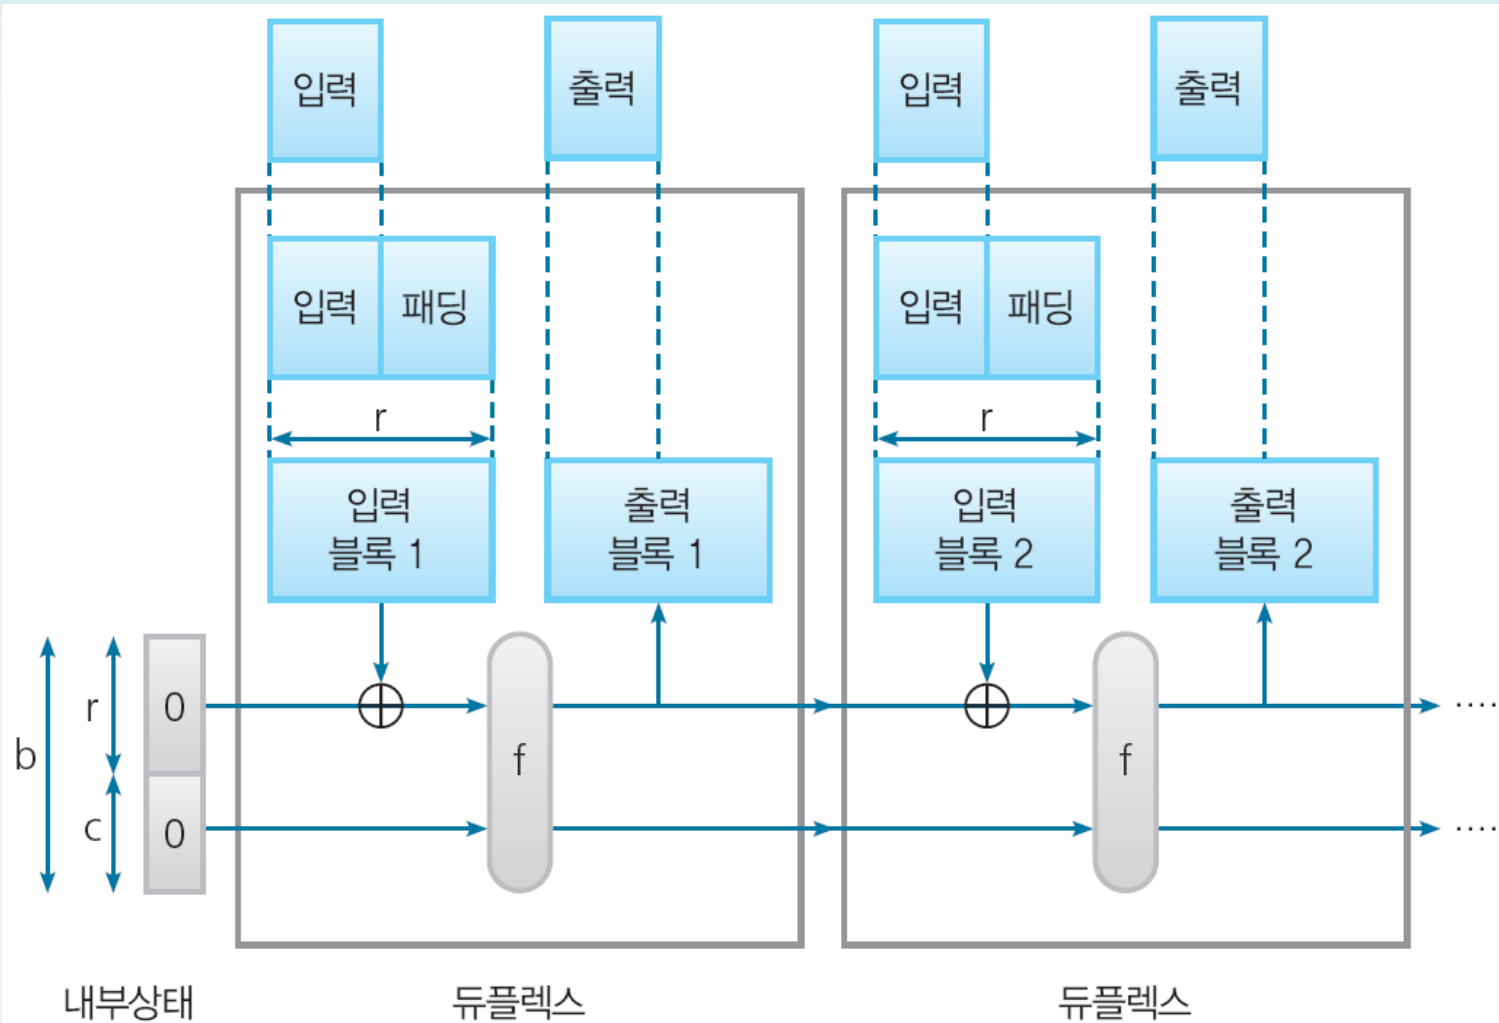 입력
출력
입력
출력
입력
패딩
입력
패딩
r
r
입력
블록 1
출력
블록 1
입력
블록 2
출력
블록 2
b
r
c
0
0
f
f
....
....
내부상태
듀플렉스
듀플렉스